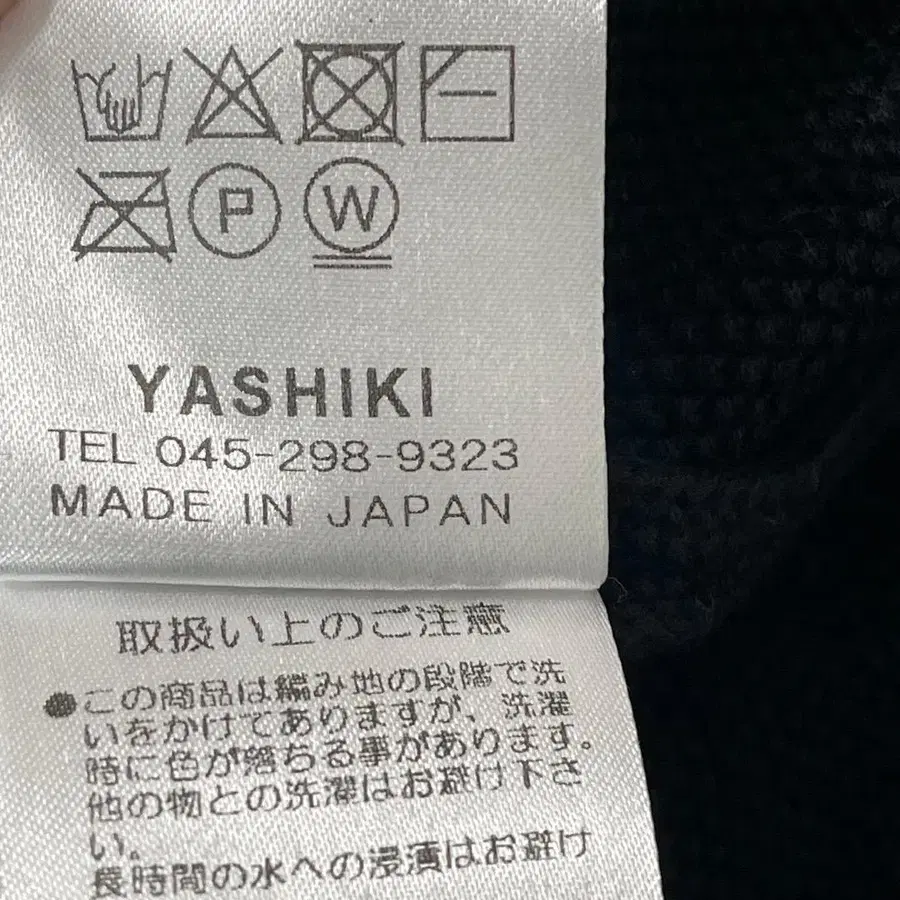 P W
YASHIKI
TEL 045-298-9323
MADE IN JAPAN
取扱い上のご注意
●この商品は編み地の段階で洗
いをかけてありますが、洗濯
時に色が落ちる事があります。
他の物との洗濯はお避け下さ
い。
長時間の水への浸漬はお避け